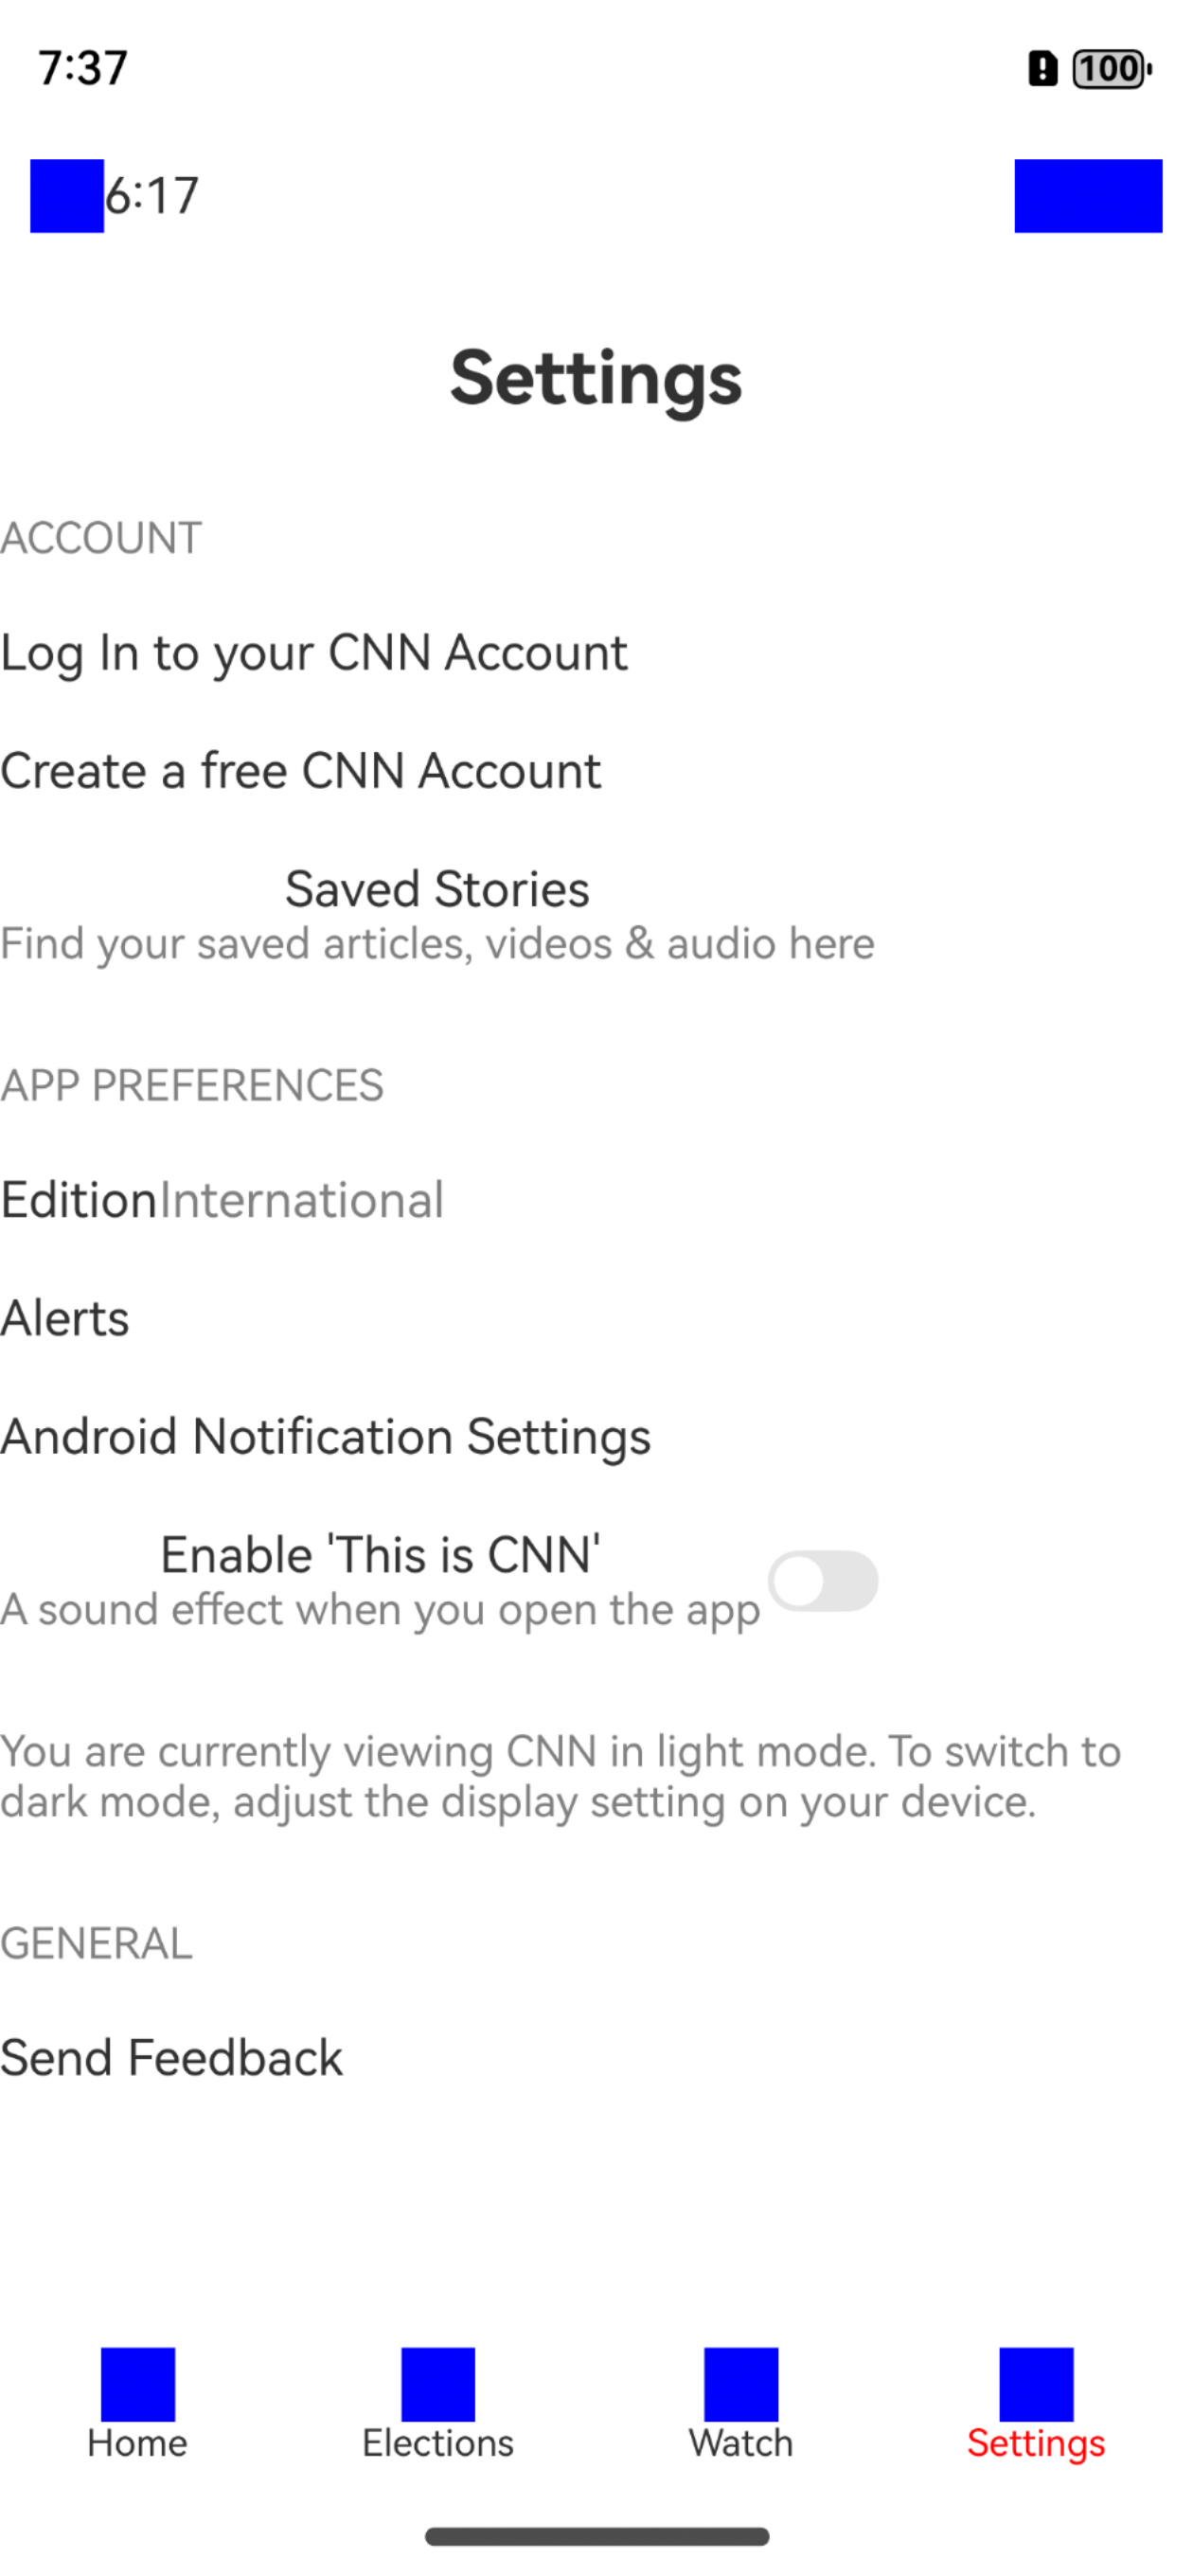 7:37
100
6:17
Settings
ACCOUNT
Log In to your CNN Account
Create a free CNN Account
Saved Stories
Find your saved articles, videos & audio here
APP PREFERENCES
Edition International
Alerts
Android Notification Settings
Enable 'This is CNN'
A sound effect when you open the app
You are currently viewing CNN in light mode. To switch to
dark mode, adjust the display setting on your device.
GENERAL
Send Feedback
Home Elections Watch Settings